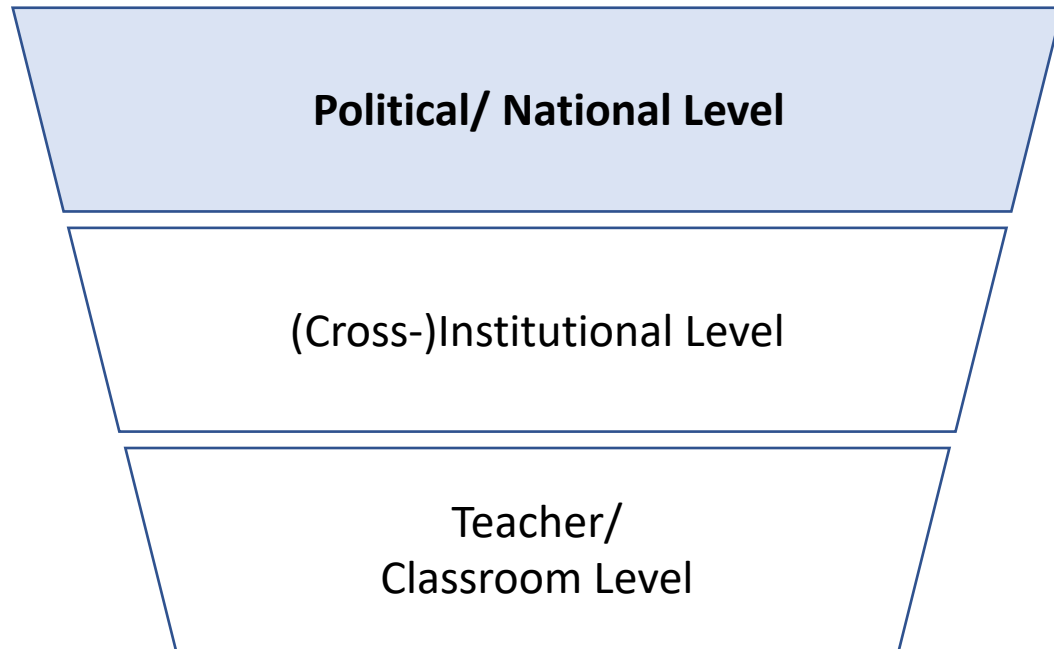 Political/ National Level
(Cross-)Institutional Level
Teacher/
Classroom Level